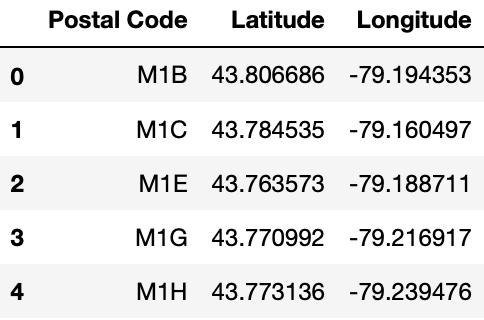 Postal Code Latitude Longitude
0 M1B 43.806686 -79.194353
1 M1C 43.784535 -79.160497
2 M1E 43.763573 -79.188711
3 M1G 43.770992 -79.216917
4 M1H 43.773136 -79.239476